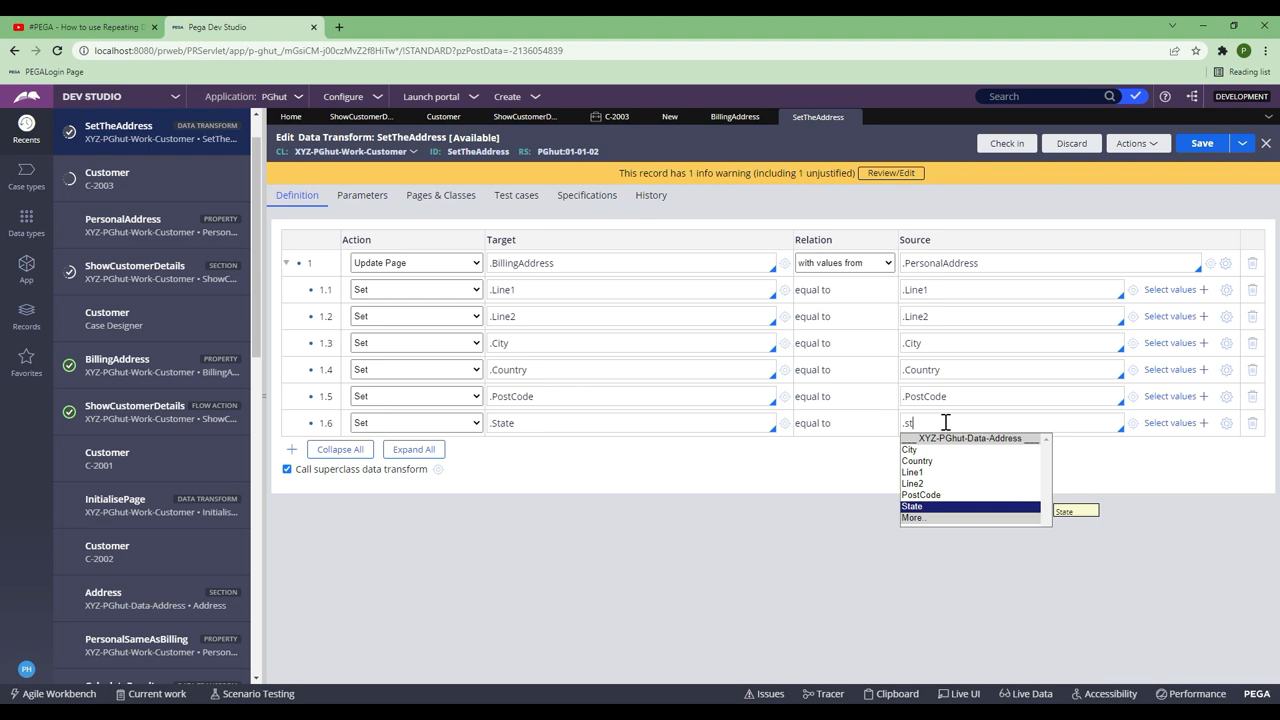 #PEGA - How to use Repeating D
Pega Dev Studio
localhost:8080/prweb/PRServlet/app/p-ghut_/mGsiCM-j00czMvZ2f8HiTw*/!STANDARD?pzPostData=-2136054839
P
PEGALogin Page
Reading list
DEV STUDIO
Application: PGhut
Configure
Launch portal
Create
Search
DEVELOPMENT
Recents
Case types
Data types
App
Records
Favorites
PH
SetTheAddress DATA TRANSFORM
XYZ-PGhut-Work-Customer • SetThe...
Customer
C-2003
PersonalAddress PROPERTY
XYZ-PGhut-Work-Customer • Person...
ShowCustomerDetails SECTION
XYZ-PGhut-Work-Customer • ShowC...
Customer
Case Designer
BillingAddress PROPERTY
XYZ-PGhut-Work-Customer • BillingA...
ShowCustomerDetails FLOW ACTION
XYZ-PGhut-Work-Customer • ShowC...
Customer
C-2001
InitialisePage
XYZ-PGhut-Work-Customer • Initialis...
Customer
C-2002
Address SECTION
XYZ-PGhut-Data-Address • Address
PersonalSameAsBilling PROPERTY
XYZ-PGhut-Work-Customer • Person...
Home
ShowCustomerD...
Customer
ShowCustomerD...
C-2003
New
BillingAddress
SetTheAddress
Edit Data Transform: SetTheAddress [Available]
CL: XYZ-PGhut-Work-Customer ID: SetTheAddress RS: PGhut:01-01-02
Check in
Discard
Actions
Save
This record has 1 info warning (including 1 unjustified)
Review/Edit
Definition
Parameters
Pages & Classes
Test cases
Specifications
History
Action Target Relation Source
1 Update Page .BillingAddress with values from .PersonalAddress
1.1 Set .Line1 equal to .Line1 Select values
1.2 Set .Line2 equal to .Line2 Select values
1.3 Set .City equal to .City Select values
1.4 Set .Country equal to .Country Select values
1.5 Set .PostCode equal to .PostCode Select values
1.6 Set .State equal to .st Select values
XYZ-PGhut-Data-Address
City
Country
Line1
Line2
PostCode
State
More..
State
Collapse All
Expand All
Call superclass data transform
Agile Workbench
Current work
Scenario Testing
Issues
Tracer
Clipboard
Live UI
Live Data
Accessibility
Performance
PEGA